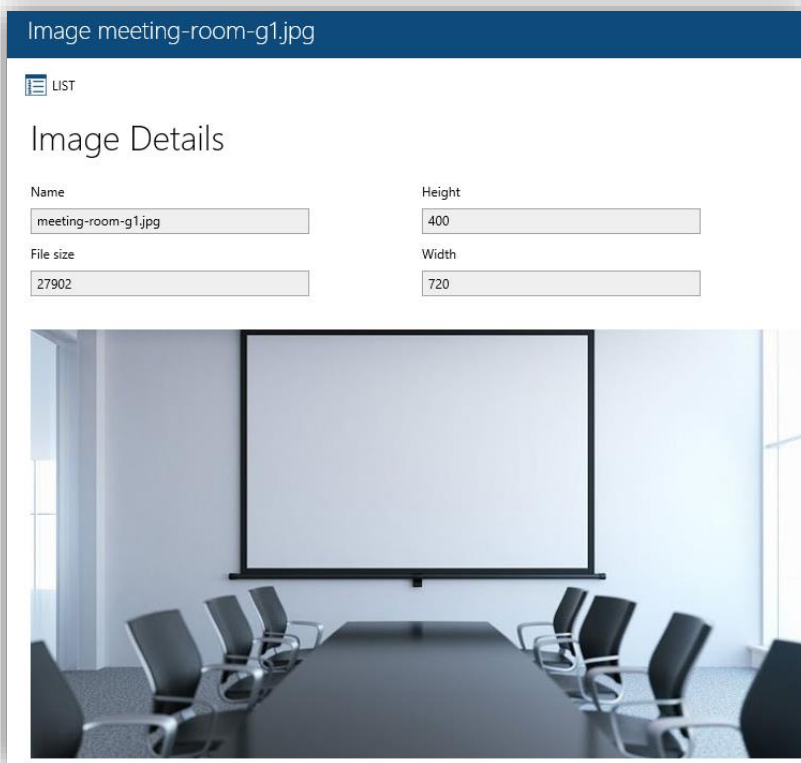 Image meeting-room-g1.jpg
LIST
Image Details
Name
Height
meeting-room-g1.jpg
400
File size
Width
27902
720